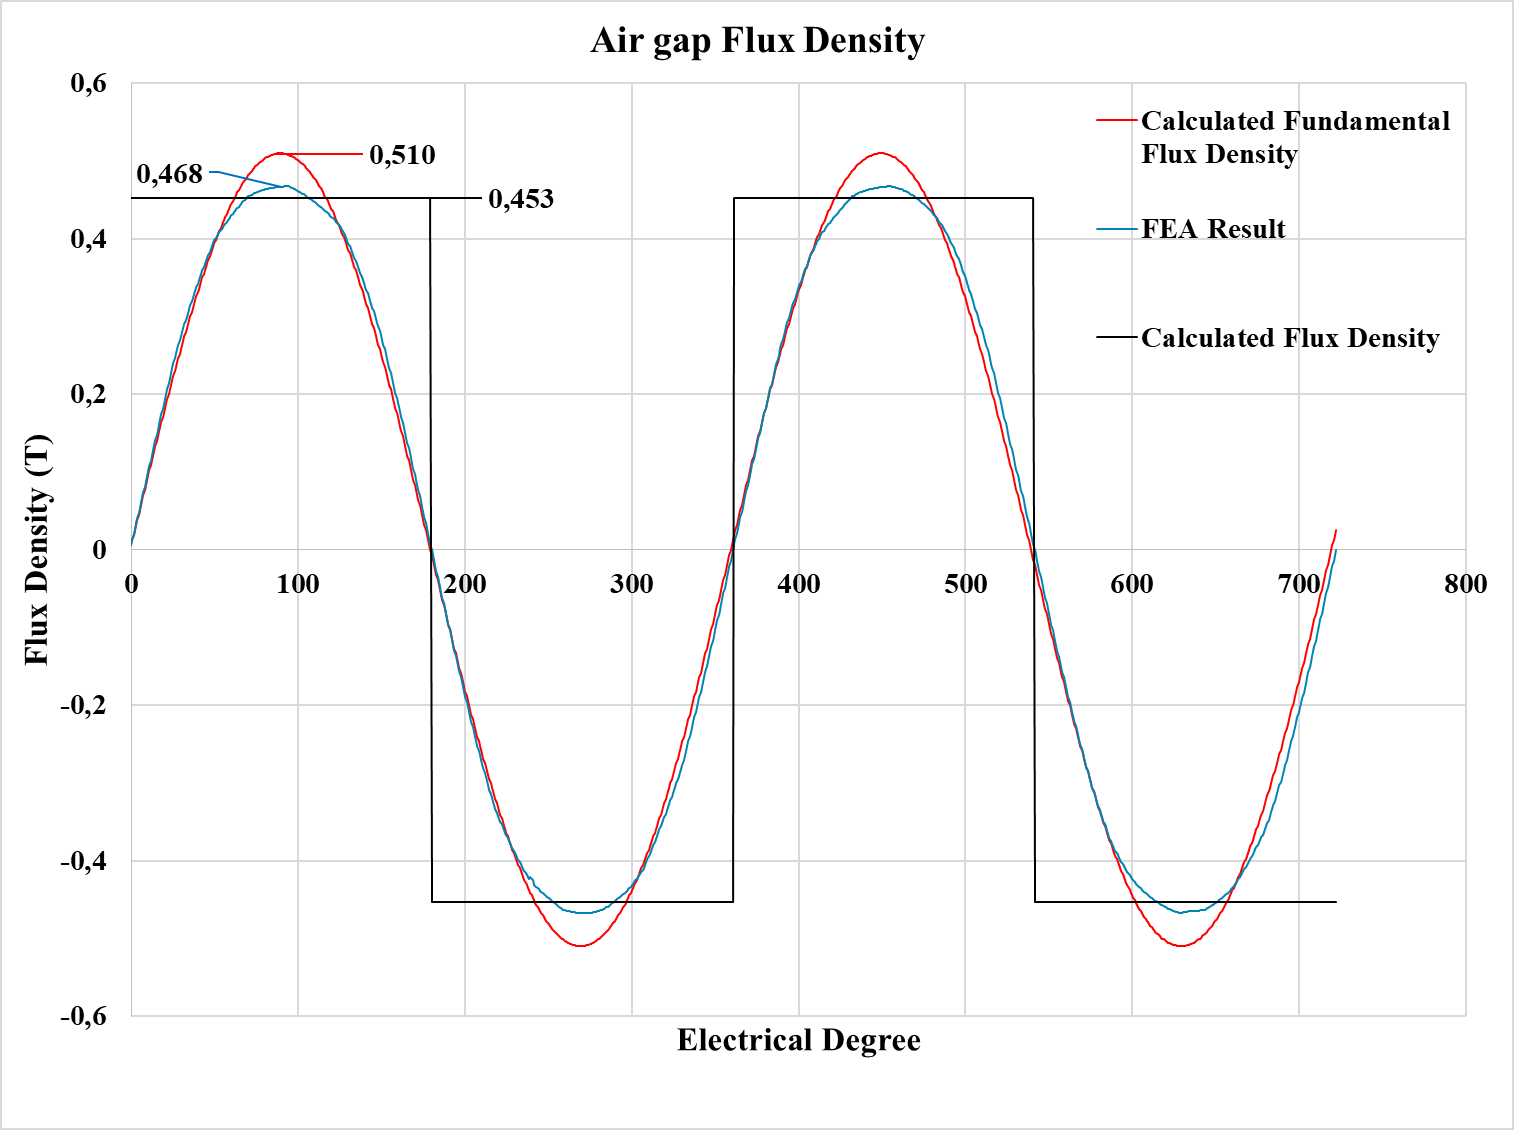 Air gap Flux Density
0,6
0,4
0,2
0
-0,2
-0,4
-0,6
Flux Density (T)
0,510
0,468
0,453
Calculated Fundamental
Flux Density
FEA Result
Calculated Flux Density
0 100 200 300 400 500 600 700 800
Electrical Degree